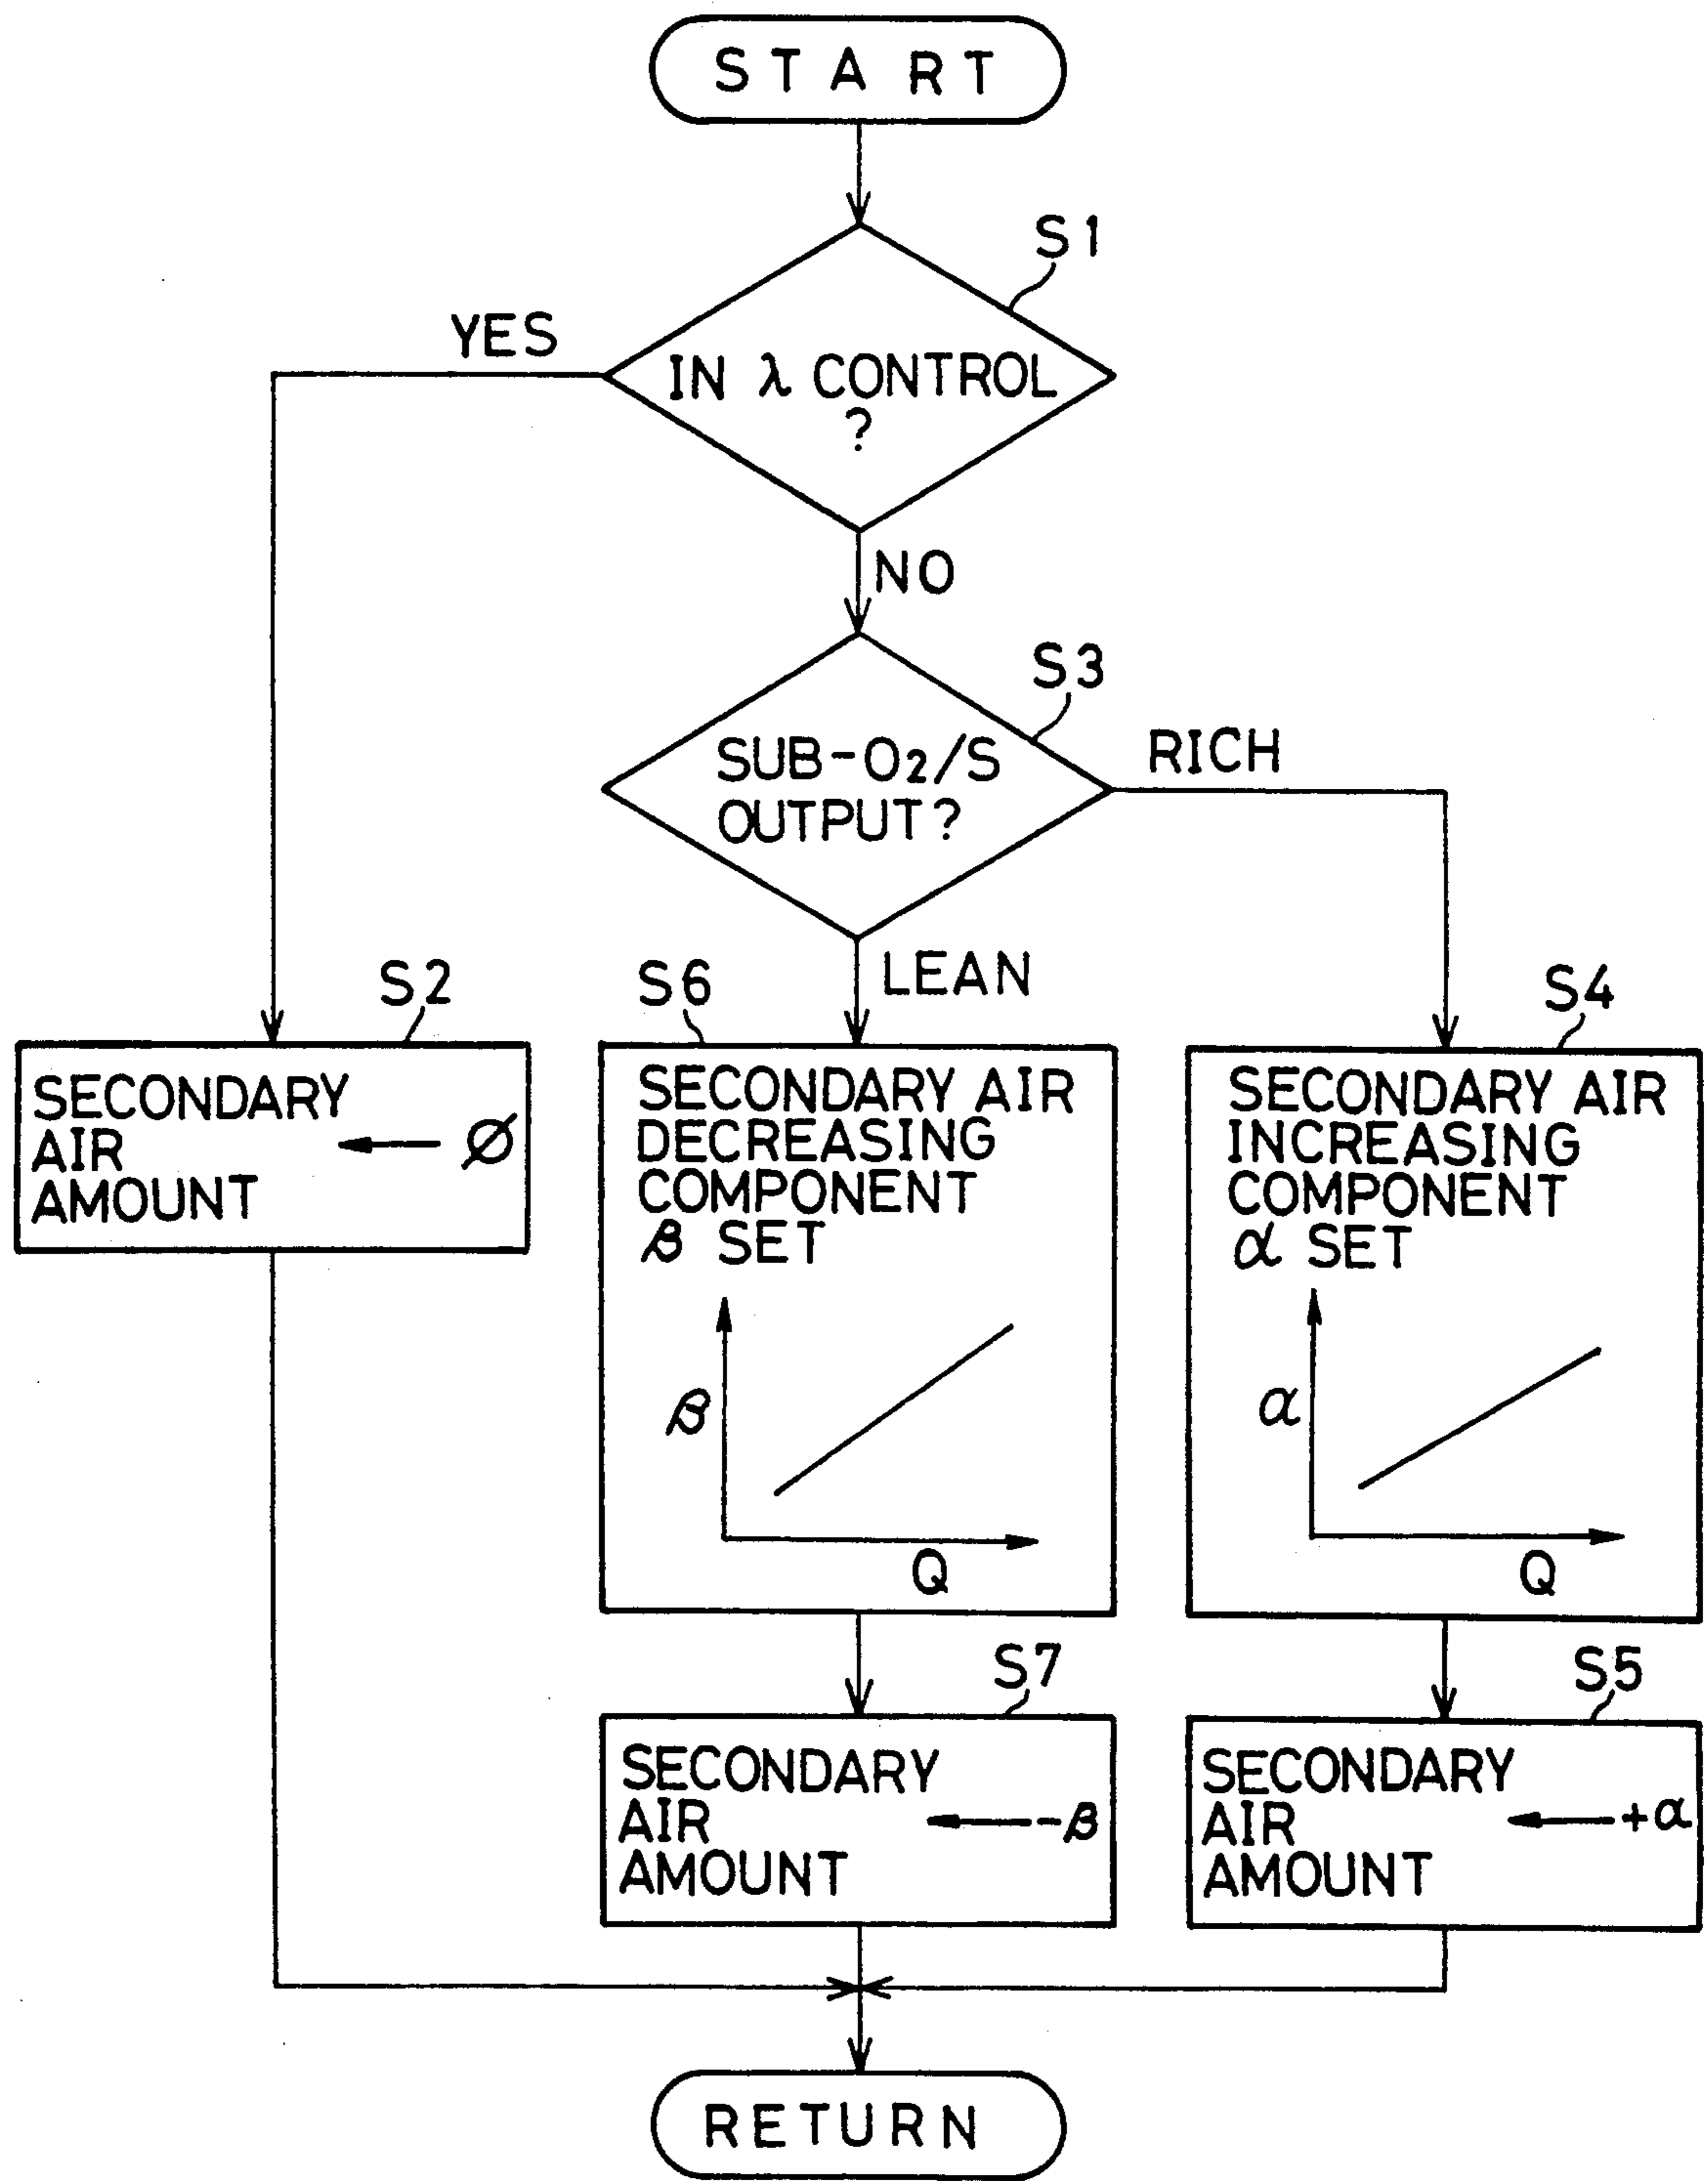 START
S1
YES
IN λ CONTROL
?
NO
S3
SUB-O2/S
OUTPUT?
RICH
LEAN
S2
SECONDARY
AIR
AMOUNT
← Ø
S6
SECONDARY AIR
DECREASING
COMPONENT
β SET
β
Q
S4
SECONDARY AIR
INCREASING
COMPONENT
α SET
α
Q
S7
SECONDARY
AIR
AMOUNT
← -β
S5
SECONDARY
AIR
AMOUNT
← +α
RETURN